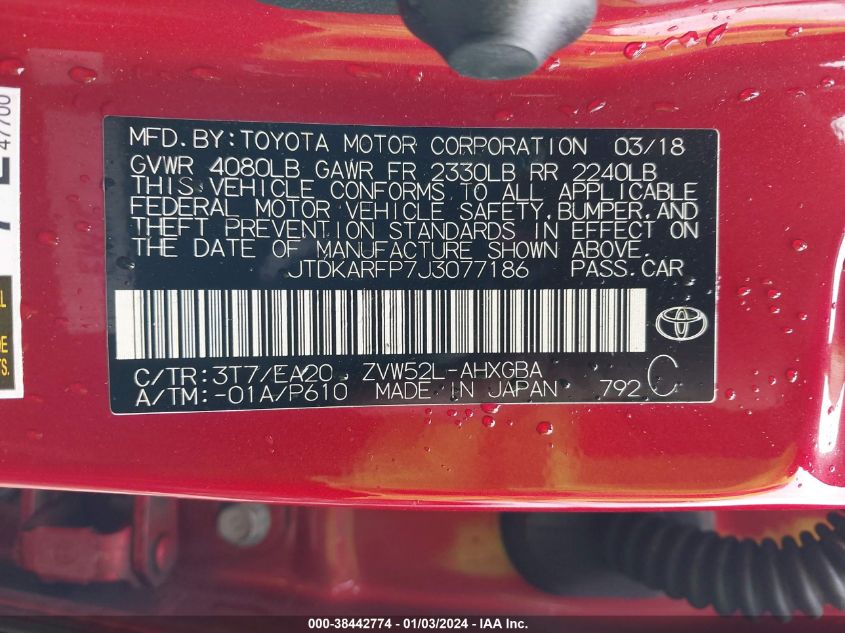 MFD.BY:TOYOTA MOTOR CORPORATION 03/18
GVWR 4080LB GAWR FR 2330LB RR 2240LB
THIS VEHICLE CONFORMS TO ALL APPLICABLE
FEDERAL MOTOR VEHICLE SAFETY,BUMPER,AND
THEFT PREVENTION STANDARDS IN EFFECT ON
THE DATE OF MANUFACTURE SHOWN ABOVE.
JTDKARFP7J3077186 PASS.CAR
C/TR:3T7/EA20 ZVW52L-AHXGBA
A/TM:-01A/P610 MADE IN JAPAN 792 C
47700
000-38442774 - 01/03/2024 - IAA Inc.